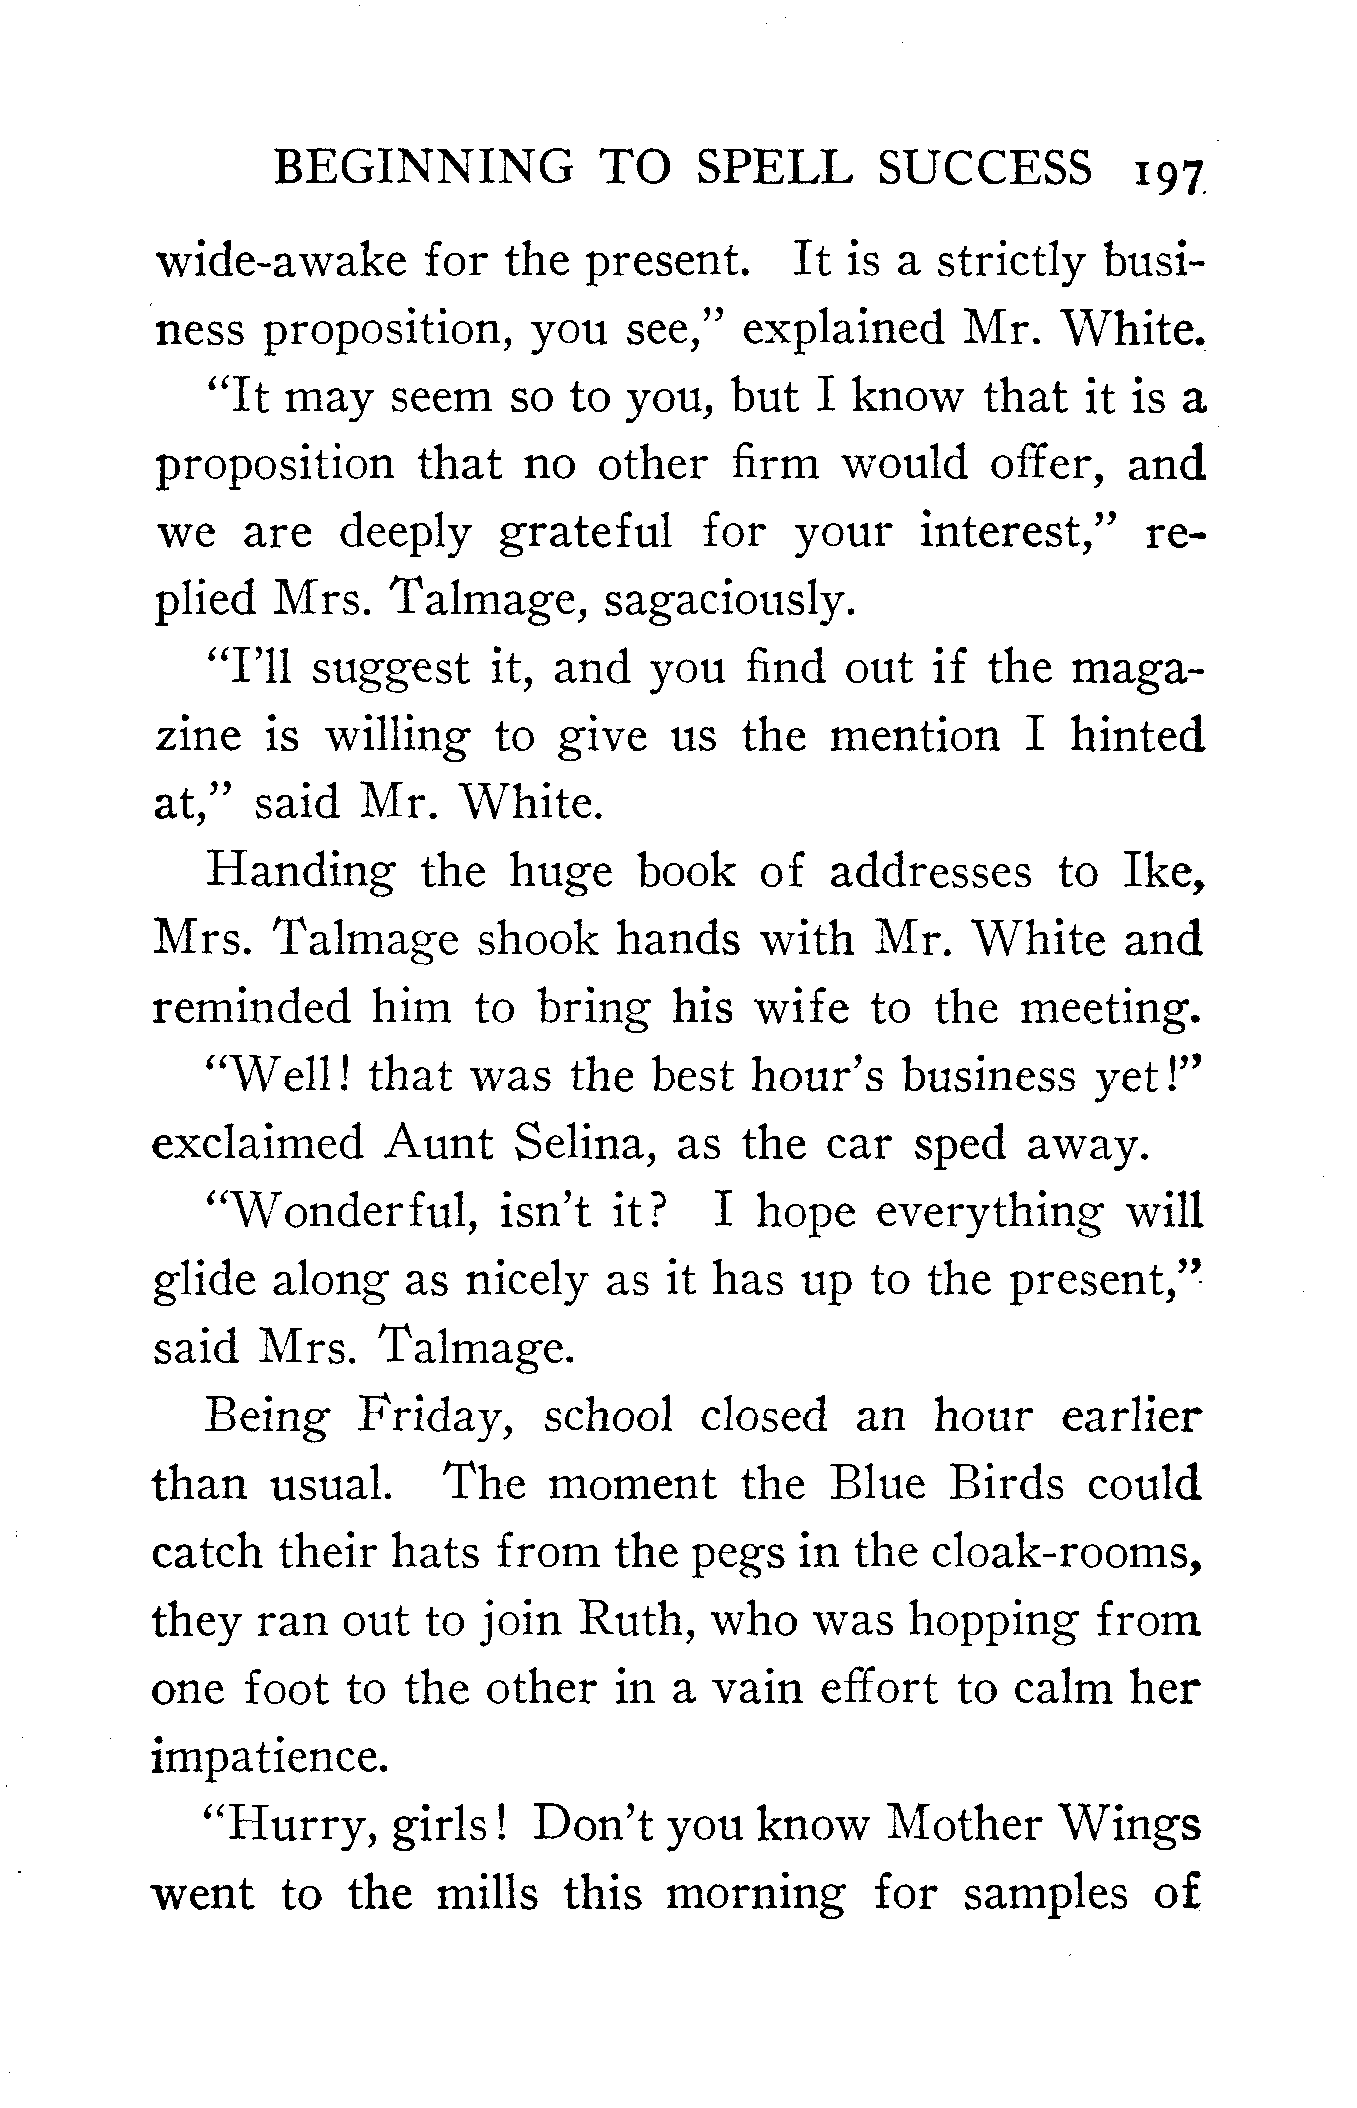 BEGINNING TO SPELL SUCCESS 197
wide-awake for the present. It is a strictly busi-
ness proposition, you see,” explained Mr. White.
“It may seem so to you, but I know that it is a
proposition that no other firm would offer, and
we are deeply grateful for your interest,” re-
plied Mrs. Talmage, sagaciously.
“I’ll suggest it, and you find out if the maga-
zine is willing to give us the mention I hinted
at,” said Mr. White.
Handing the huge book of addresses to Ike,
Mrs. Talmage shook hands with Mr. White and
reminded him to bring his wife to the meeting.
“Well! that was the best hour’s business yet!”
exclaimed Aunt Selina, as the car sped away.
“Wonderful, isn’t it? I hope everything will
glide along as nicely as it has up to the present,”
said Mrs. Talmage.
Being Friday, school closed an hour earlier
than usual. The moment the Blue Birds could
catch their hats from the pegs in the cloak-rooms,
they ran out to join Ruth, who was hopping from
one foot to the other in a vain effort to calm her
impatience.
“Hurry, girls! Don’t you know Mother Wings
went to the mills this morning for samples of